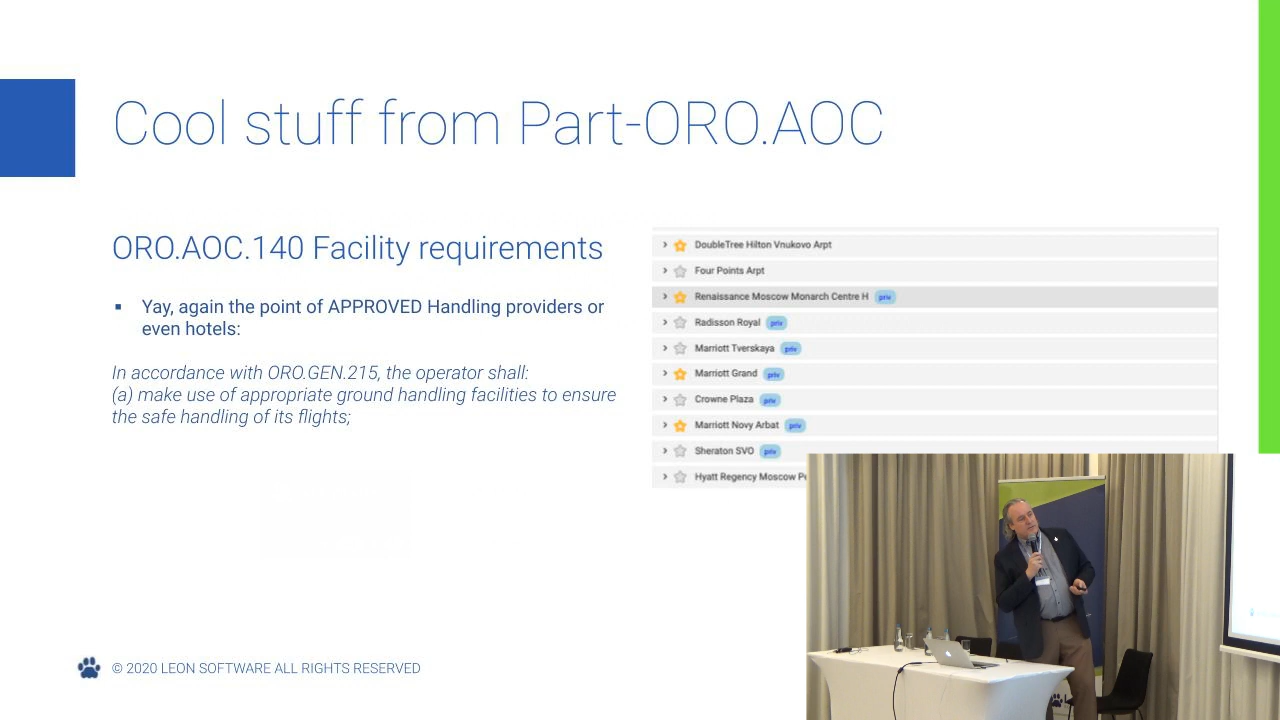 Cool stuff from Part-ORO.AOC
ORO.AOC.140 Facility requirements
▪ Yay, again the point of APPROVED Handling providers or
even hotels:
In accordance with ORO.GEN.215, the operator shall:
(a) make use of appropriate ground handling facilities to ensure
the safe handling of its flights;
DoubleTree Hilton Vnukovo Arpt
Four Points Arpt
Renaissance Moscow Monarch Centre H priv
Radisson Royal priv
Marriott Tverskaya priv
Marriott Grand priv
Crowne Plaza priv
Marriott Novy Arbat priv
Sheraton SVO priv
Hyatt Regency Moscow
© 2020 LEON SOFTWARE ALL RIGHTS RESERVED